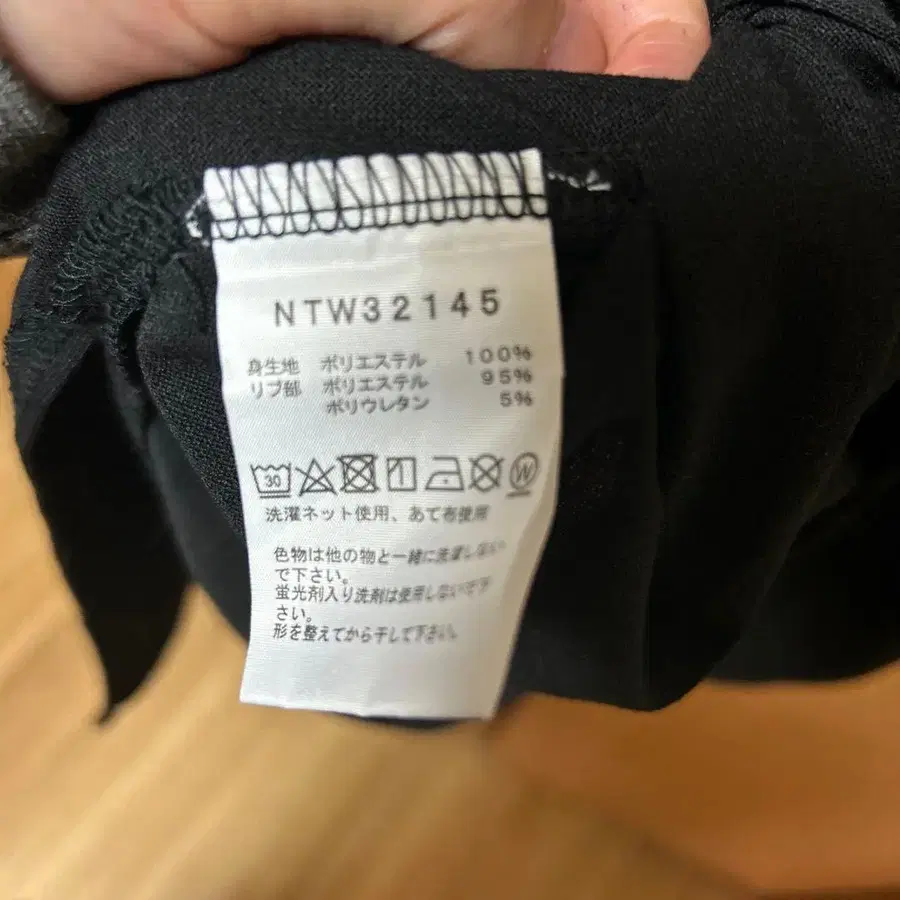 NTW32145
身生地 ポリエステル 100%
リブ部 ポリエステル 95%
ポリウレタン 5%
30 W
洗濯ネット使用、あて布使用
色物は他の物と一緒に洗濯しない
で下さい。
蛍光剤入り洗剤は使用しないで下
さい。
形を整えてから干して下さい。